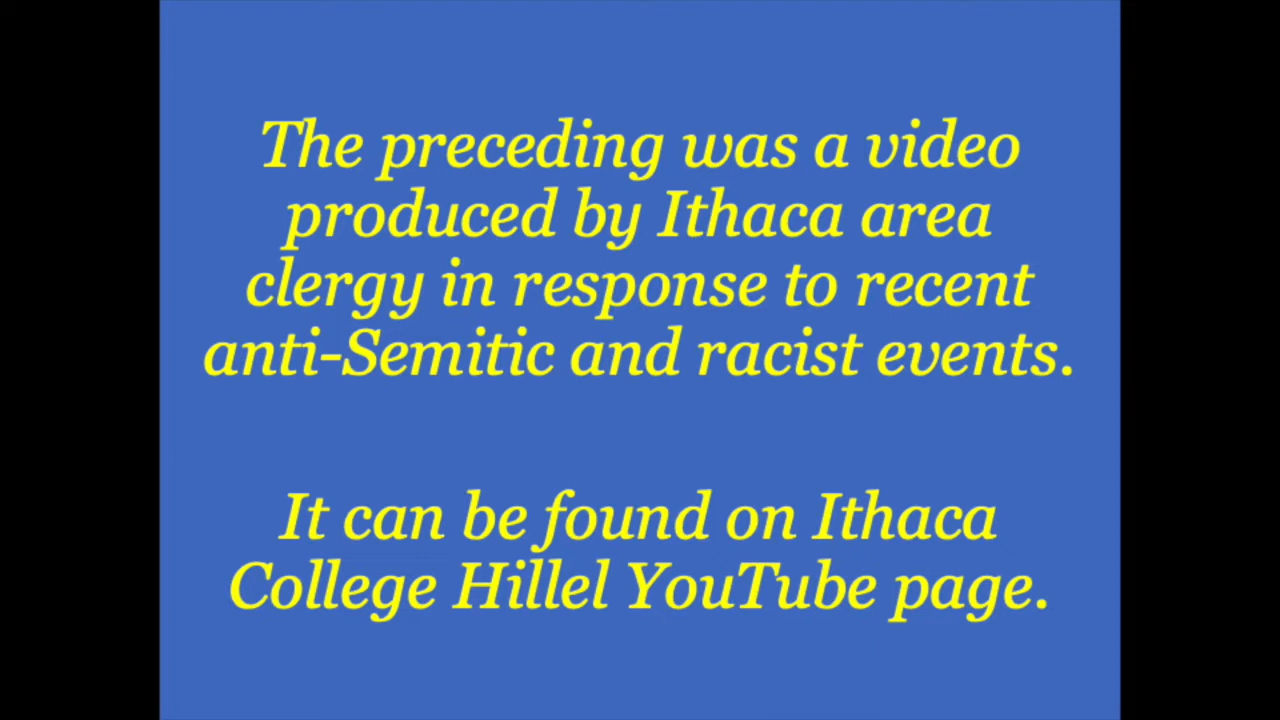 The preceding was a video
produced by Ithaca area
clergy in response to recent
anti-Semitic and racist events.
It can be found on Ithaca
College Hillel YouTube page.